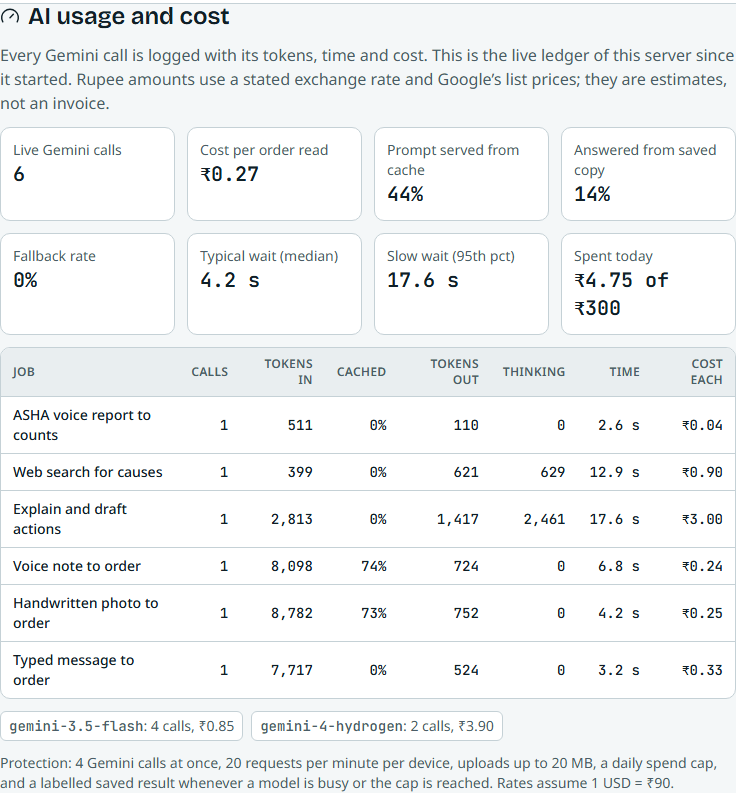 AI usage and cost
Every Gemini call is logged with its tokens, time and cost. This is the live ledger of this server since
it started. Rupee amounts use a stated exchange rate and Google's list prices; they are estimates,
not an invoice.
Live Gemini calls
6
Cost per order read
₹0.27
Prompt served from
cache
44%
Answered from saved
copy
14%
Fallback rate
0%
Typical wait (median)
4.2 s
Slow wait (95th pct)
17.6 s
Spent today
₹4.75 of
₹300
JOB CALLS TOKENS IN CACHED TOKENS OUT THINKING TIME COST EACH
ASHA voice report to counts 1 511 0% 110 0 2.6 s ₹0.04
Web search for causes 1 399 0% 621 629 12.9 s ₹0.90
Explain and draft actions 1 2,813 0% 1,417 2,461 17.6 s ₹3.00
Voice note to order 1 8,098 74% 724 0 6.8 s ₹0.24
Handwritten photo to order 1 8,782 73% 752 0 4.2 s ₹0.25
Typed message to order 1 7,717 0% 524 0 3.2 s ₹0.33
gemini-3.5-flash: 4 calls, ₹0.85
gemini-4-hydrogen: 2 calls, ₹3.90
Protection: 4 Gemini calls at once, 20 requests per minute per device, uploads up to 20 MB, a daily spend cap,
and a labelled saved result whenever a model is busy or the cap is reached. Rates assume 1 USD = ₹90.